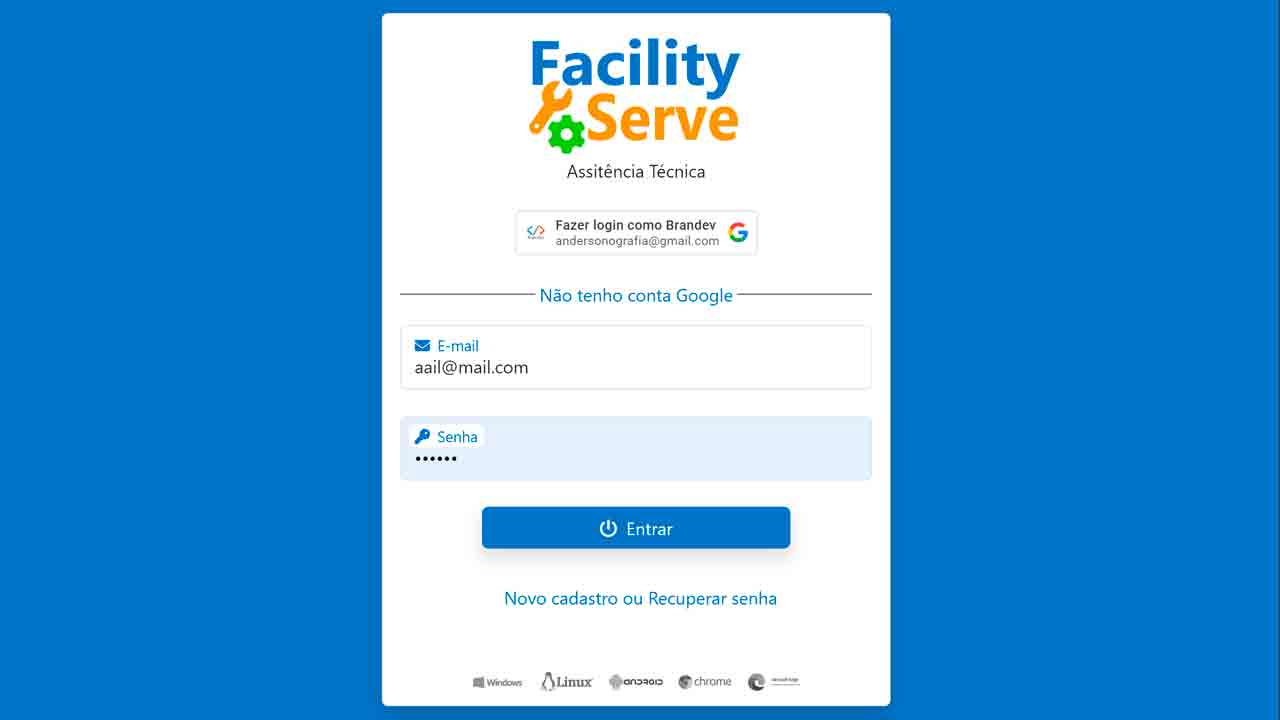 Facility
Serve
Assitência Técnica
Fazer login como Brandev
andersonografia@gmail.com
Não tenho conta Google
E-mail
aail@mail.com
Senha
••••••
Entrar
Novo cadastro ou Recuperar senha
Windows Linux ANDROID chrome